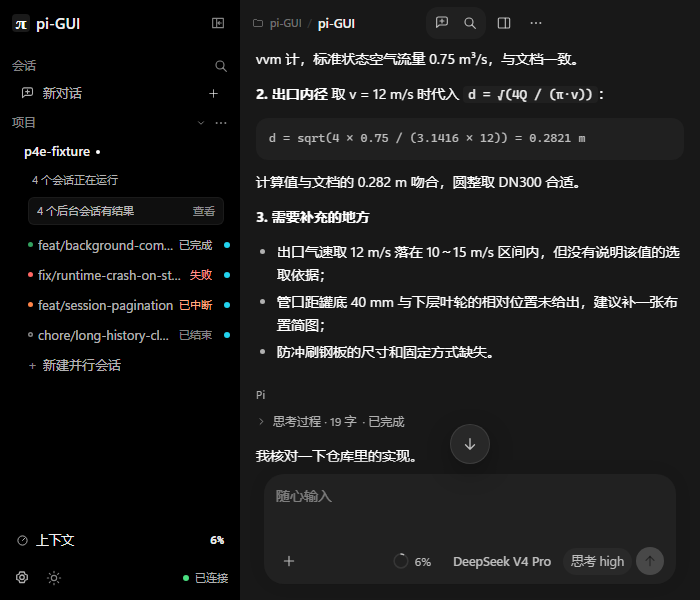 π pi-GUI
会话
新对话
项目
p4e-fixture
4 个会话正在运行
4 个后台会话有结果 查看
feat/background-com... 已完成
fix/runtime-crash-on-st... 失败
feat/session-pagination 已中断
chore/long-history-cl... 已结束
+ 新建并行会话
上下文 6%
已连接
pi-GUI / pi-GUI
vvm 计，标准状态空气流量 0.75 m³/s，与文档一致。
2. 出口内径 取 v = 12 m/s 时代入 d = √(4Q / (π·v))：
d = sqrt(4 × 0.75 / (3.1416 × 12)) = 0.2821 m
计算值与文档的 0.282 m 吻合，圆整取 DN300 合适。
3. 需要补充的地方
• 出口气速取 12 m/s 落在 10～15 m/s 区间内，但没有说明该值的选
取依据；
• 管口距罐底 40 mm 与下层叶轮的相对位置未给出，建议补一张布
置简图；
• 防冲刷钢板的尺寸和固定方式缺失。
Pi
思考过程 · 19 字 · 已完成
我核对一下仓库里的实现。
随心输入
6% DeepSeek V4 Pro 思考 high